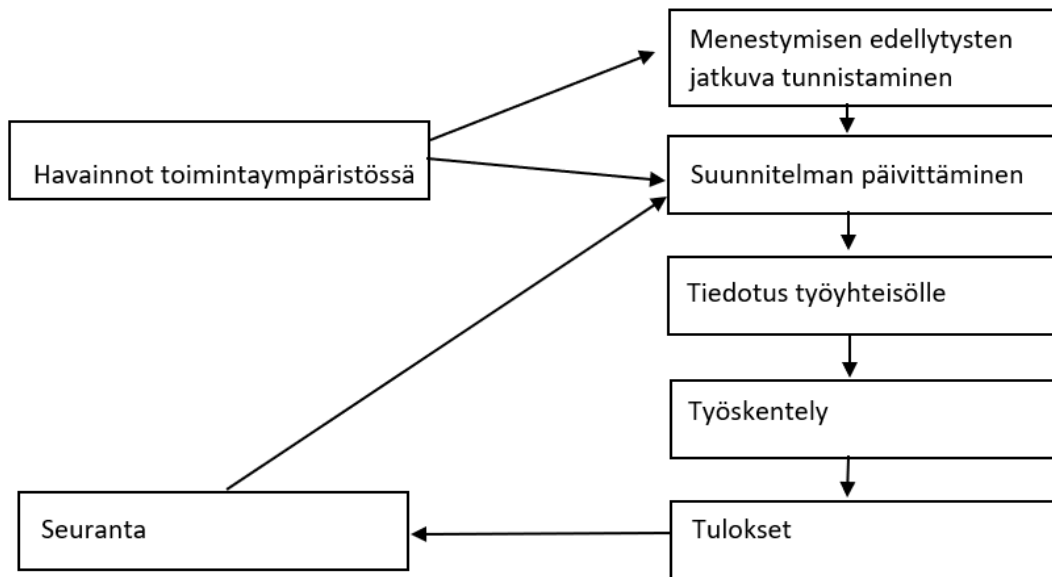 Menestymisen edellytysten
jatkuva tunnistaminen
Havainnot toimintaympäristössä
Suunnitelman päivittäminen
Tiedotus työyhteisölle
Työskentely
Seuranta
Tulokset